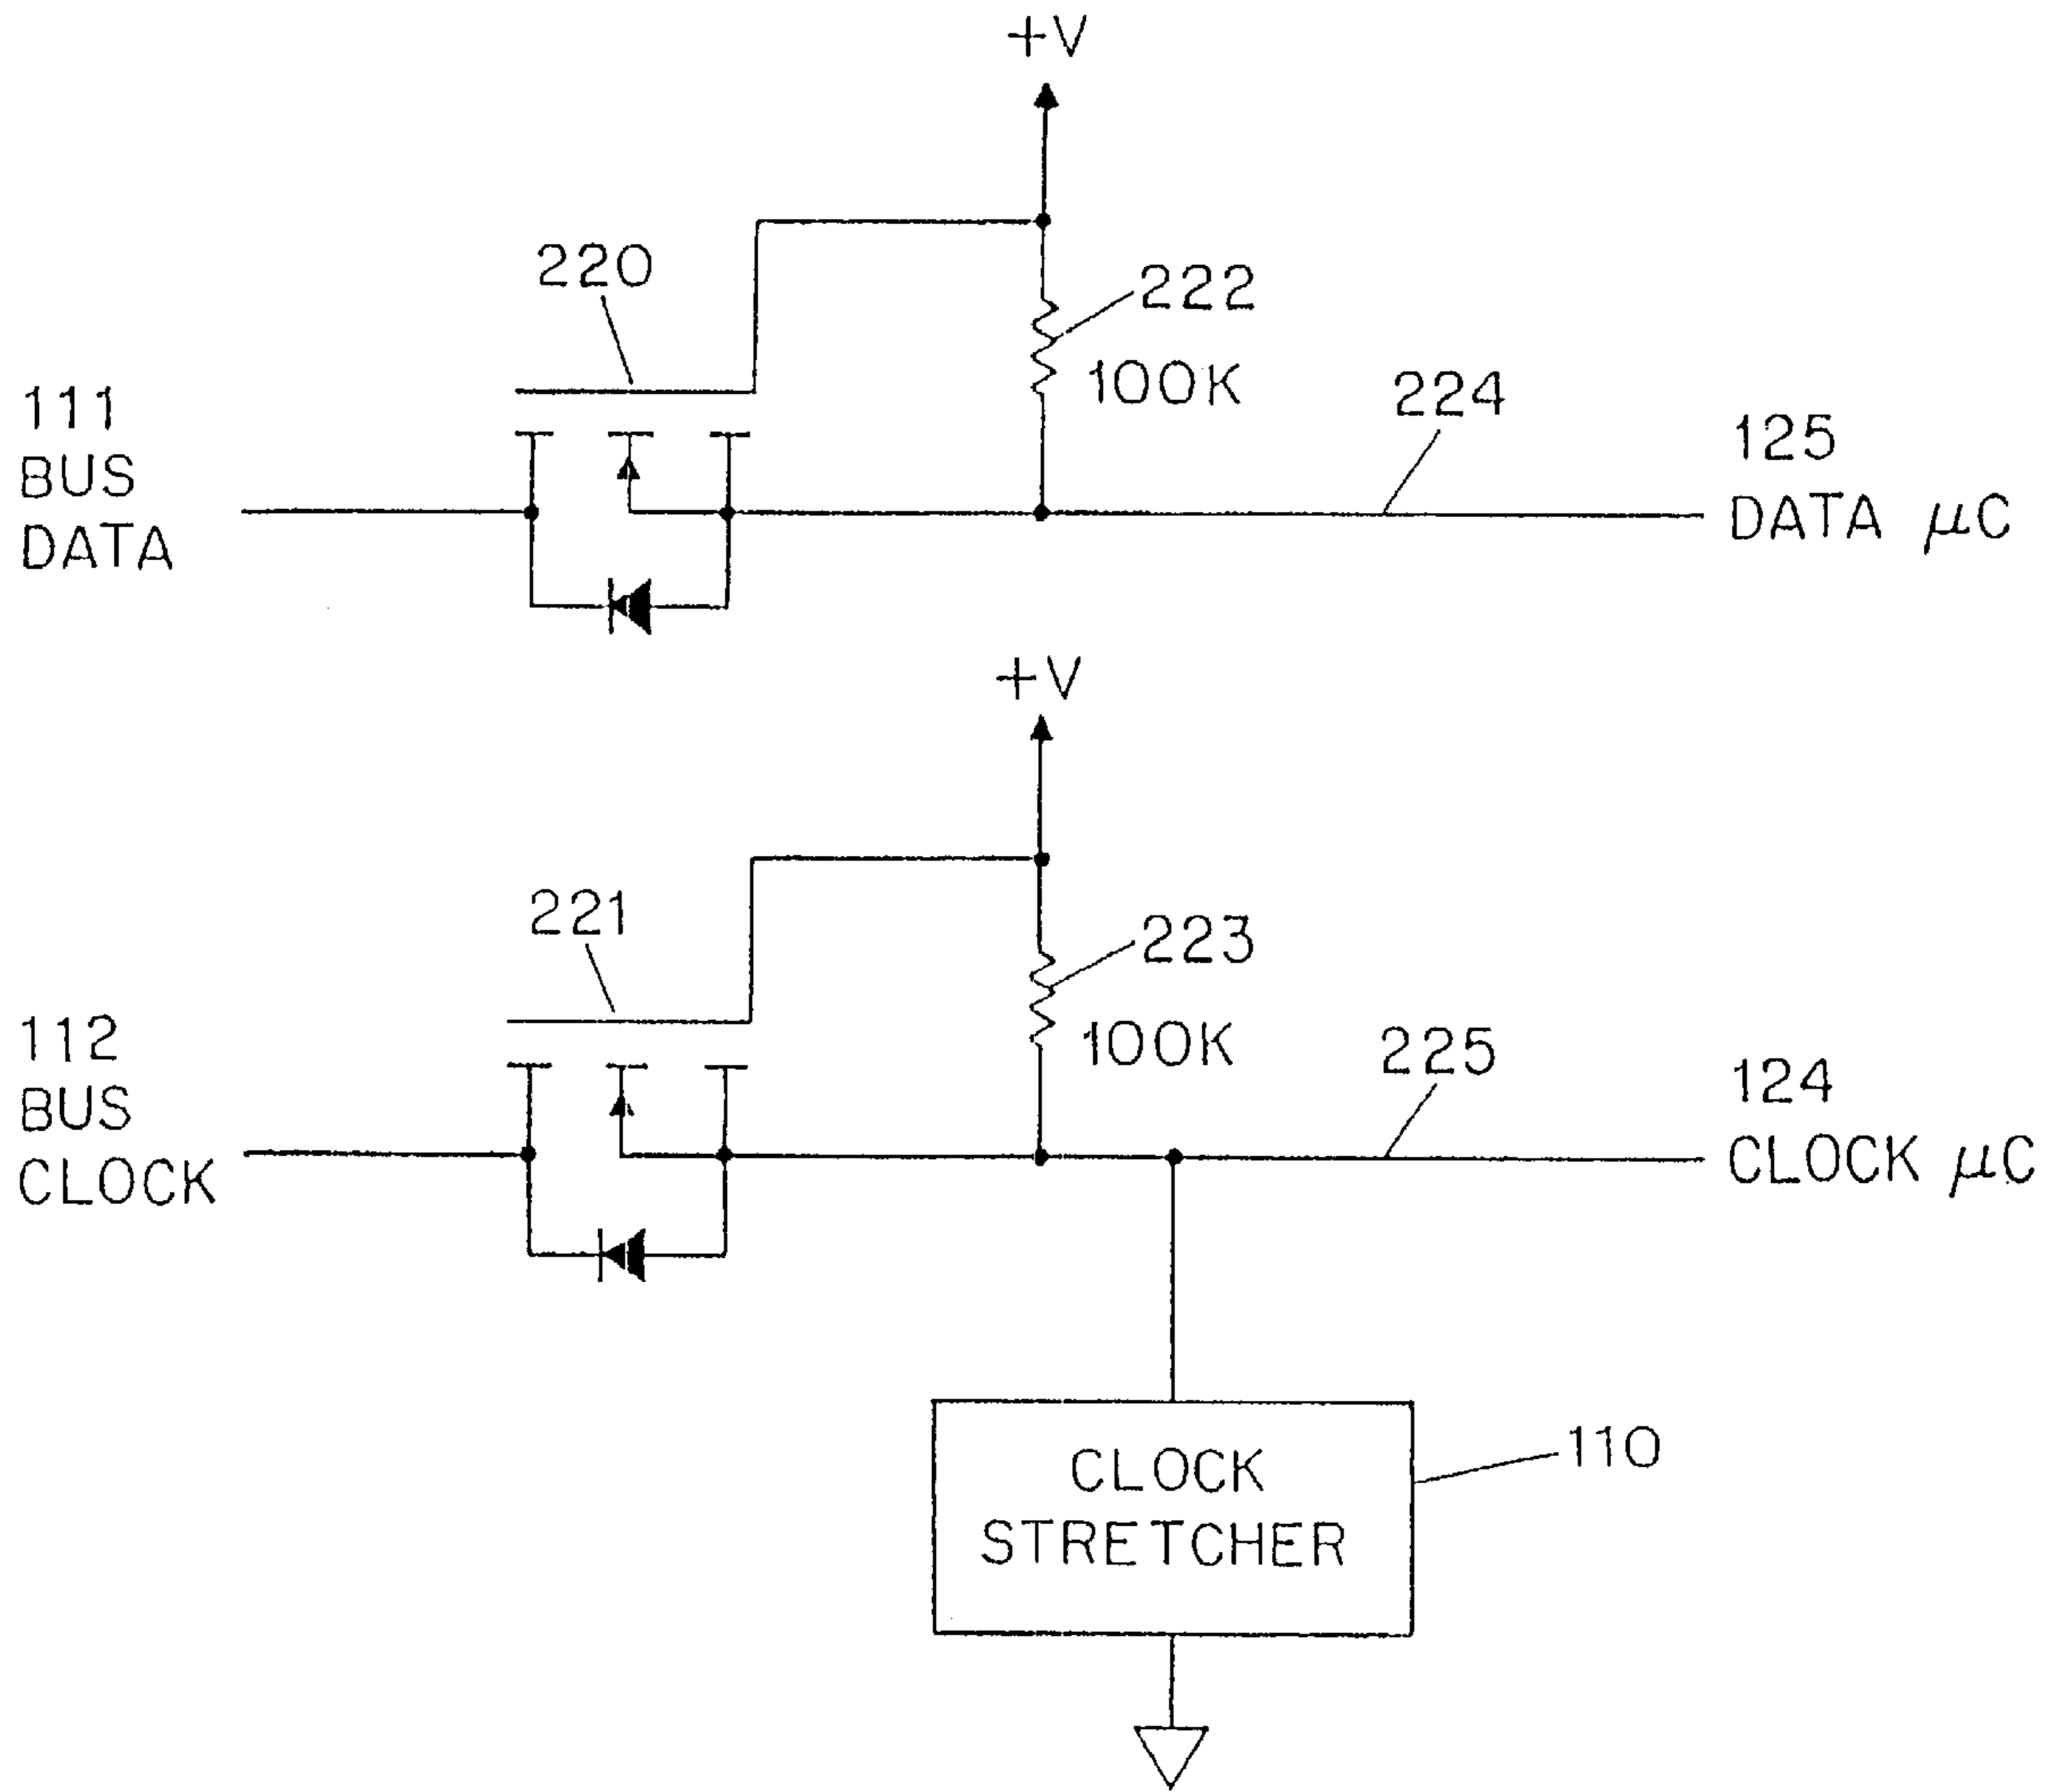 +V
220
222
100K
111
BUS
DATA
224
125
DATA μC
+V
221
223
100K
112
BUS
CLOCK
225
124
CLOCK μC
CLOCK
STRETCHER
110